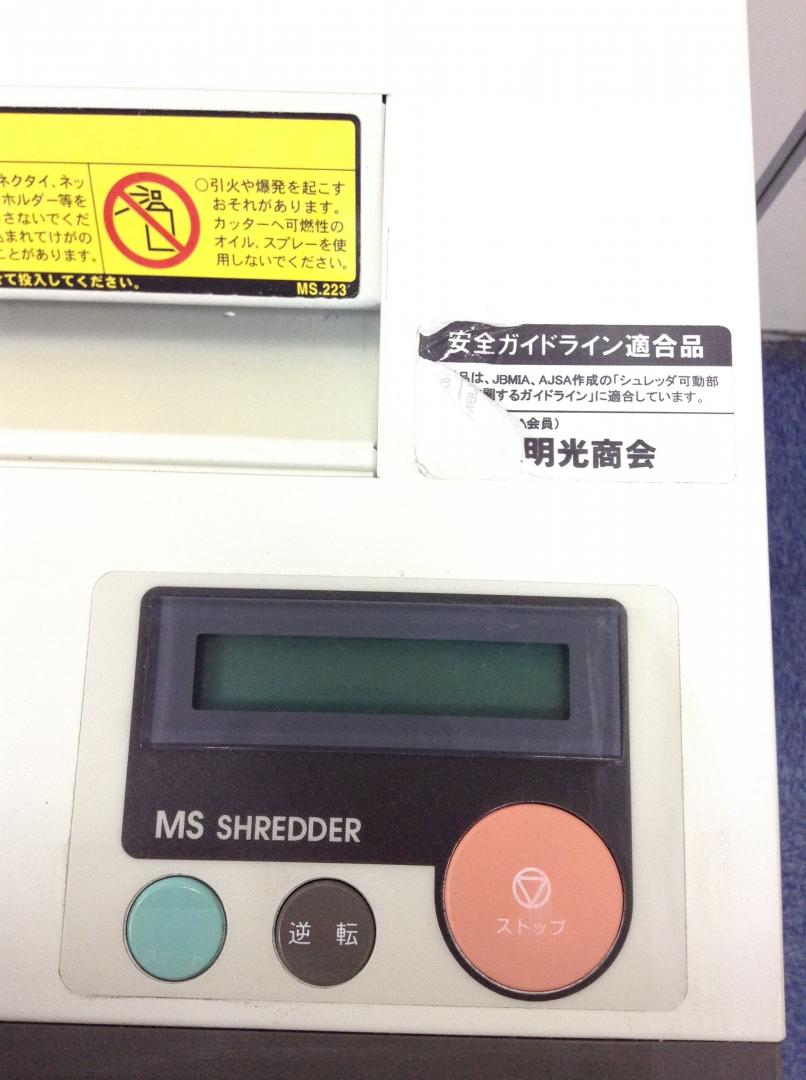 ネクタイ、ネッ
ホルダー等を
さないでくだ
まれてけがの
ことがあります。
○引火や爆発を起こす
おそれがあります。
カッターへ可燃性の
オイル、スプレーを使
用しないでください。
て投入してください。
MS.223
安全ガイドライン適合品
品は、JBMIA、AJSA作成の「シュレッダ可動部
関するガイドライン」に適合しています。
会員)
明光商会
MS SHREDDER
逆 転
ストップ